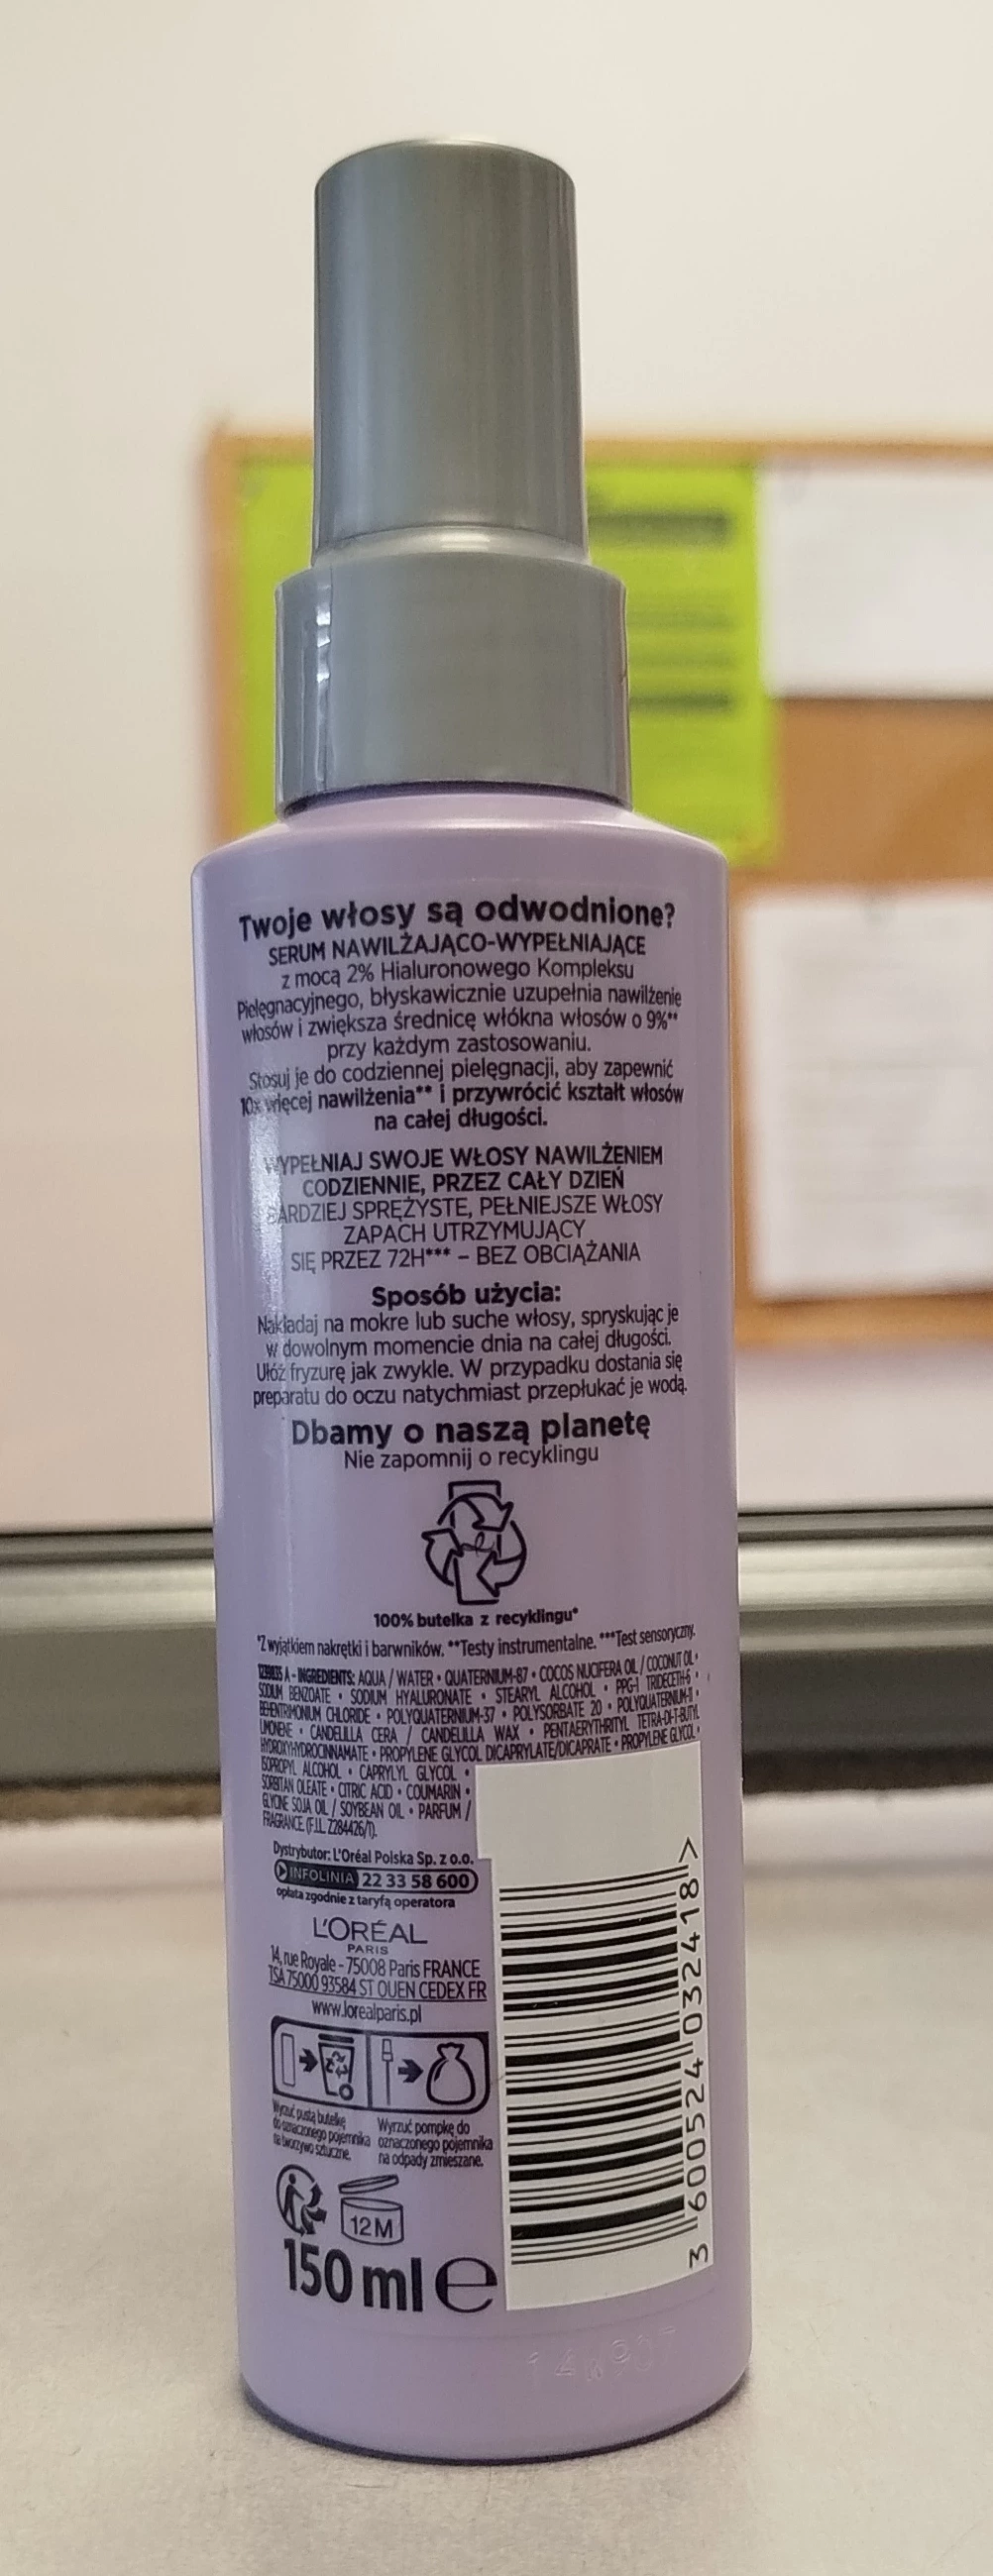 Twoje włosy są odwodnione?
SERUM NAWILŻAJĄCO-WYPEŁNIAJĄCE
z mocą 2% Hialuronowego Kompleksu
Pielęgnacyjnego, błyskawicznie uzupełnia nawilżenie
włosów i zwiększa średnicę włókna włosów o 9%**
przy każdym zastosowaniu.
Stosuj je do codziennej pielęgnacji, aby zapewnić
10x więcej nawilżenia** i przywrócić kształt włosów
na całej długości.
WYPEŁNIAJ SWOJE WŁOSY NAWILŻENIEM
CODZIENNIE, PRZEZ CAŁY DZIEŃ
BARDZIEJ SPRĘŻYSTE, PEŁNIEJSZE WŁOSY
ZAPACH UTRZYMUJĄCY
SIĘ PRZEZ 72H*** – BEZ OBCIĄŻANIA
Sposób użycia:
Nakładaj na mokre lub suche włosy, spryskując je
w dowolnym momencie dnia na całej długości.
Ułóż fryzurę jak zwykle. W przypadku dostania się
preparatu do oczu natychmiast przepłukać je wodą.
Dbamy o naszą planetę
Nie zapomnij o recyklingu
100% butelka z recyklingu*
*Z wyjątkiem nakrętki i barwników. **Testy instrumentalne. ***Test sensoryczny.
A - INGREDIENTS: AQUA / WATER • QUATERNIUM-87 • COCOS NUCIFERA OIL / COCONUT OIL •
SODIUM BENZOATE • SODIUM HYALURONATE • STEARYL ALCOHOL • PPG-1 TRIDECETH-6 •
BEHENTRIMONIUM CHLORIDE • POLYQUATERNIUM-37 • POLYSORBATE 20 • POLYQUATERNIUM-11 •
LIMONENE • CANDELILLA CERA / CANDELILLA WAX • PENTAERYTHRITYL TETRA-DI-T-BUTYL
HYDROXYHYDROCINNAMATE • PROPYLENE GLYCOL DICAPRYLATE/DICAPRATE • PROPYLENE GLYCOL •
ISOPROPYL ALCOHOL • CAPRYLYL GLYCOL •
SORBITAN OLEATE • CITRIC ACID • COUMARIN •
GLYCINE SOJA OIL / SOYBEAN OIL • PARFUM /
FRAGRANCE (F.I.L. Z284426/1).
Dystrybutor: L'Oréal Polska Sp. z o.o.
INFOLINIA 22 33 58 600
opłata zgodnie z taryfą operatora
L'ORÉAL
PARIS
14, rue Royale - 75008 Paris FRANCE
TSA 75000 93584 ST OUEN CEDEX FR
www.lorealparis.pl
Wyrzuć pustą butelkę
do oznaczonego pojemnika
na tworzywo sztuczne.
Wyrzuć pompkę do
oznaczonego pojemnika
na odpady zmieszane.
12M
150 ml e
3 600524 032418 >